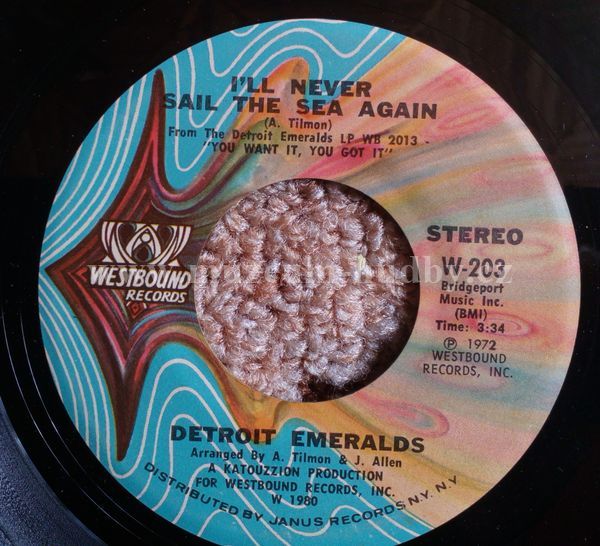 I'LL NEVER
SAIL THE SEA AGAIN
(A. Tilmon)
From The Detroit Emeralds LP WB 2013 -
"YOU WANT IT, YOU GOT IT"
WESTBOUND
RECORDS
STEREO
W-203
Bridgeport
Music Inc.
(BMI)
Time: 3:34
Ⓟ 1972
WESTBOUND
RECORDS, INC.
DETROIT EMERALDS
Arranged By A. Tilmon & J. Allen
A KATOUZZION PRODUCTION
FOR WESTBOUND RECORDS, INC.
W 1980
DISTRIBUTED BY JANUS RECORDS N.Y. N.Y